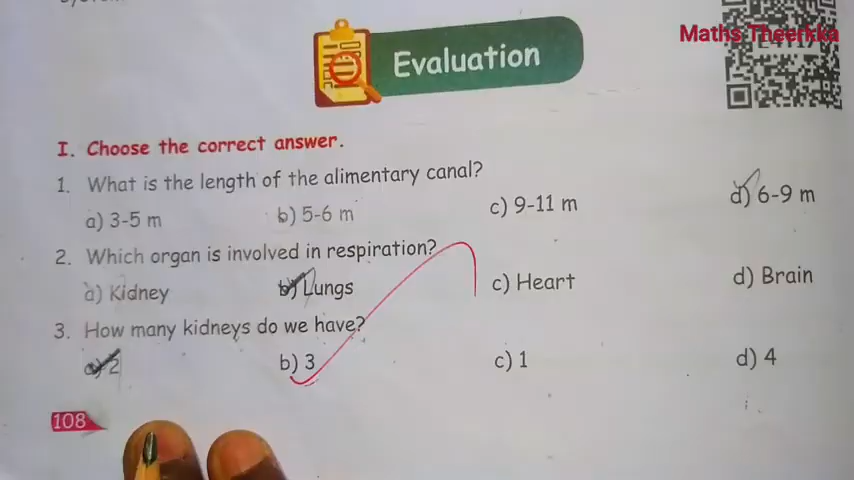 Maths Theerkka
Evaluation
I. Choose the correct answer.
1. What is the length of the alimentary canal?
a) 3-5 m b) 5-6 m c) 9-11 m d) 6-9 m
2. Which organ is involved in respiration?
a) Kidney b) Lungs c) Heart d) Brain
3. How many kidneys do we have?
a) 2 b) 3 c) 1 d) 4
108